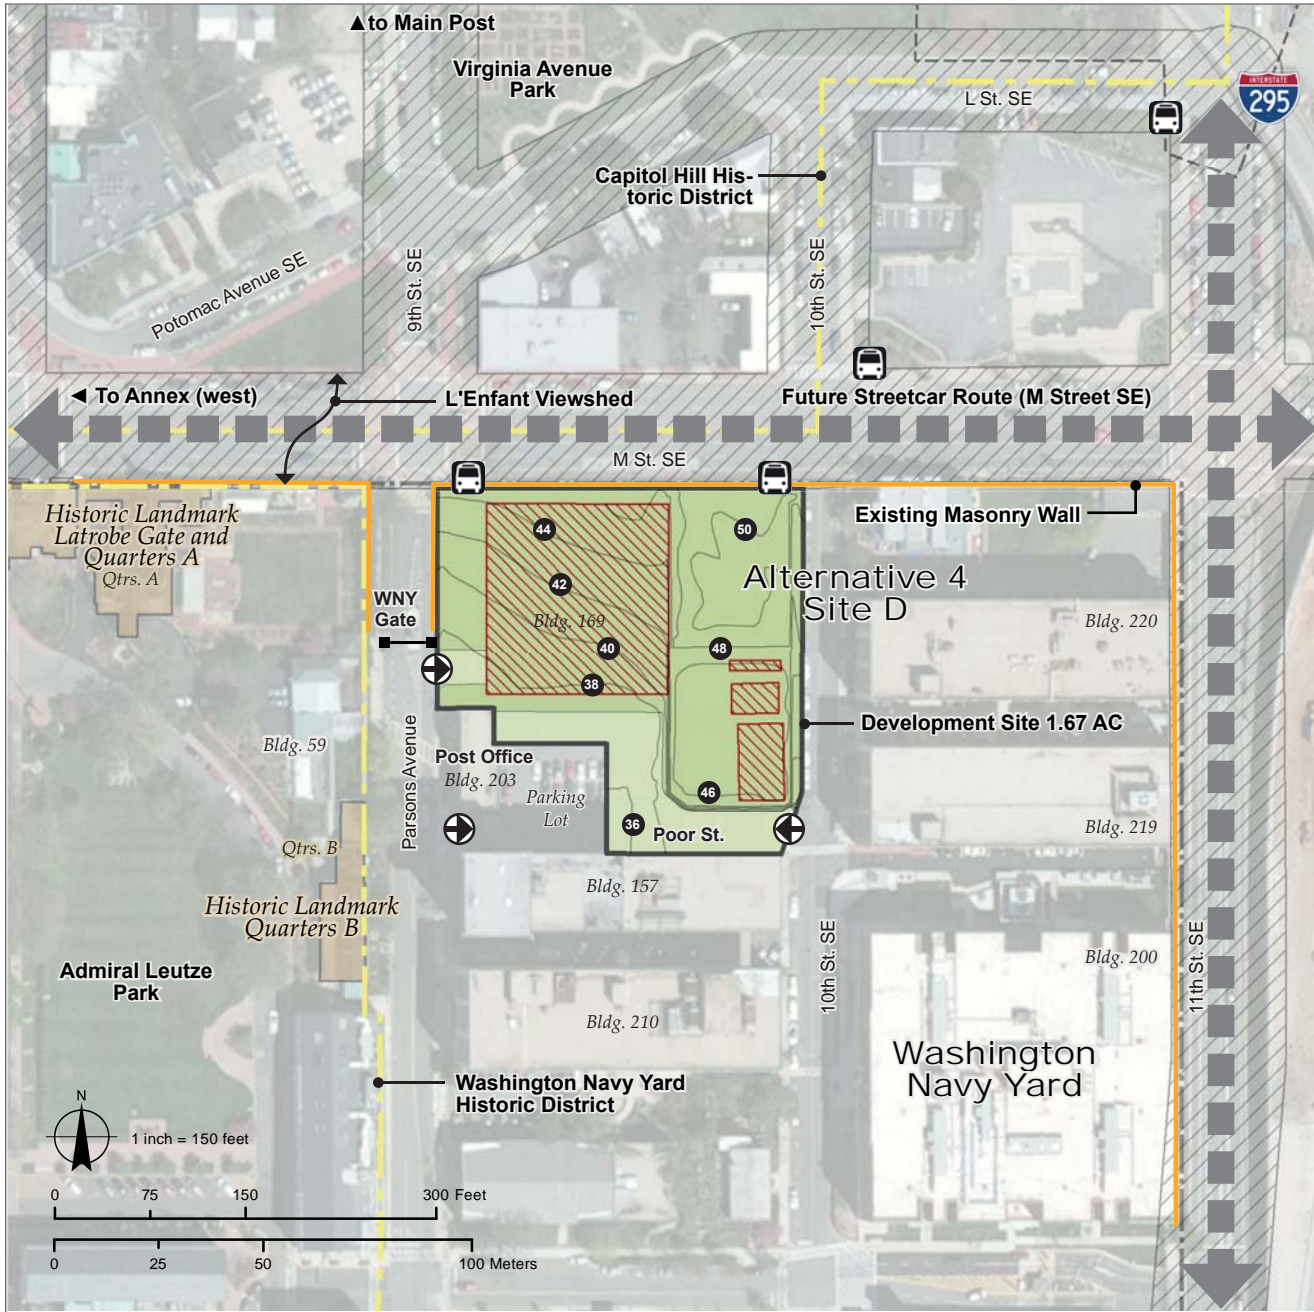 ▲to Main Post
Virginia Avenue
Park
INTERSTATE
295
L St. SE
Capitol Hill His-
toric District
Potomac Avenue SE
9th St. SE
10th St. SE
◄ To Annex (west)
L'Enfant Viewshed
Future Streetcar Route (M Street SE)
M St. SE
Historic Landmark
Latrobe Gate and
Quarters A
Qtrs. A
Existing Masonry Wall
44
50
42
Alternative 4
Site D
WNY
Gate
Bldg. 169
Bldg. 220
40
48
38
Development Site 1.67 AC
Bldg. 59
Parsons Avenue
Post Office
Bldg. 203
Parking
Lot
46
36
Poor St.
Bldg. 219
Qtrs. B
Bldg. 157
Historic Landmark
Quarters B
Admiral Leutze
Park
10th St. SE
Bldg. 200
11th St. SE
Bldg. 210
Washington
Navy Yard
Washington Navy Yard
Historic District
N
1 inch = 150 feet
0 75 150 300 Feet
0 25 50 100 Meters